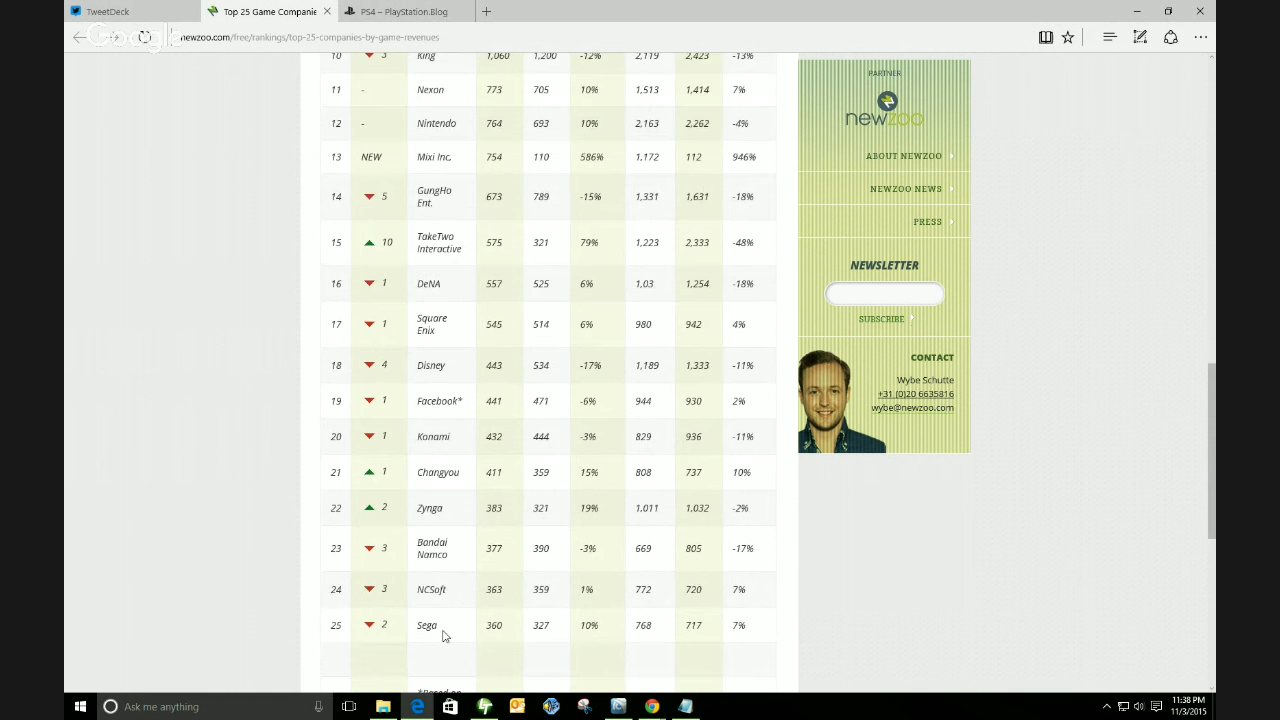 TweetDeck
Top 25 Game Companie
PS4 – PlayStation.Blog
Google
newzoo.com/free/rankings/top-25-companies-by-game-revenues
10 3 King 1,060 1,200 -12% 2,119 2,423 -13%
11 - Nexon 773 705 10% 1,513 1,414 7%
12 - Nintendo 764 693 10% 2,163 2,262 -4%
13 NEW Mixi Inc, 754 110 586% 1,172 112 946%
14 5 GungHo 673 789 -15% 1,331 1,631 -18%
Ent.
15 10 TakeTwo 575 321 79% 1,223 2,333 -48%
Interactive
16 1 DeNA 557 525 6% 1,03 1,254 -18%
17 1 Square 545 514 6% 980 942 4%
Enix
18 4 Disney 443 534 -17% 1,189 1,333 -11%
19 1 Facebook* 441 471 -6% 944 930 2%
20 1 Konami 432 444 -3% 829 936 -11%
21 1 Changyou 411 359 15% 808 737 10%
22 2 Zynga 383 321 19% 1,011 1,032 -2%
23 3 Bandai 377 390 -3% 669 805 -17%
Namco
24 3 NCSoft 363 359 1% 772 720 7%
25 2 Sega 360 327 10% 768 717 7%
*Based on
PARTNER
newzoo
ABOUT NEWZOO
NEWZOO NEWS
PRESS
NEWSLETTER
SUBSCRIBE
CONTACT
Wybe Schutte
+31 (0)20 6635816
wybe@newzoo.com
Ask me anything
11:38 PM
11/3/2015